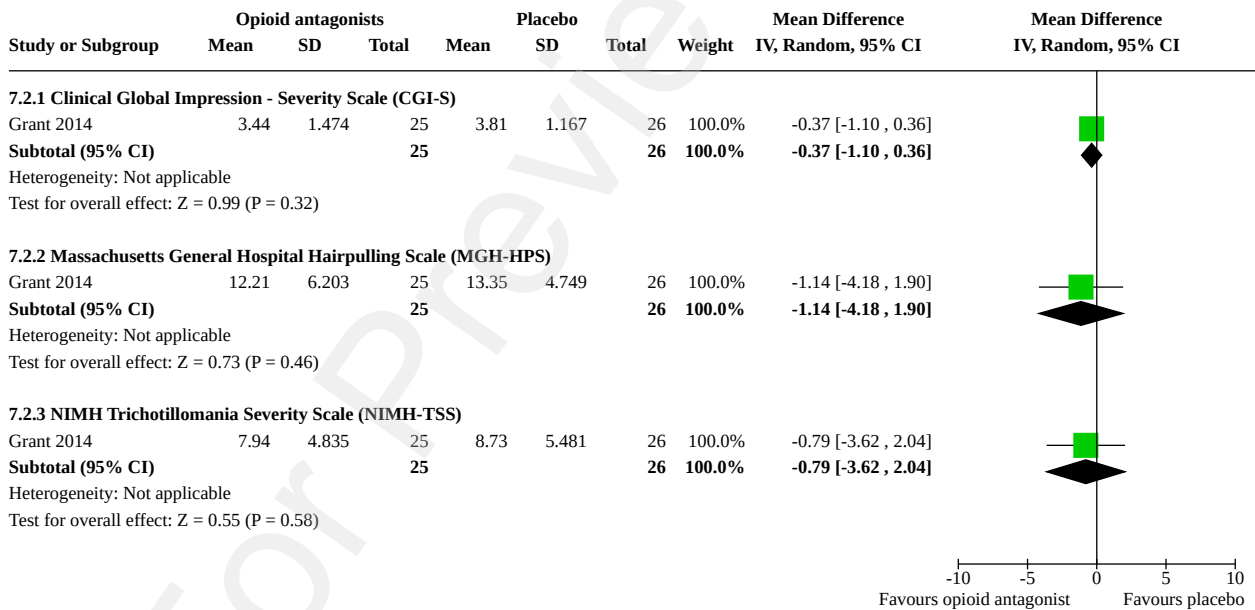 Opioid antagonists Placebo Mean Difference Mean Difference
Study or Subgroup Mean SD Total Mean SD Total Weight IV, Random, 95% CI IV, Random, 95% CI
7.2.1 Clinical Global Impression - Severity Scale (CGI-S)
Grant 2014 3.44 1.474 25 3.81 1.167 26 100.0% -0.37 [-1.10 , 0.36]
Subtotal (95% CI) 25 26 100.0% -0.37 [-1.10 , 0.36]
Heterogeneity: Not applicable
Test for overall effect: Z = 0.99 (P = 0.32)
7.2.2 Massachusetts General Hospital Hairpulling Scale (MGH-HPS)
Grant 2014 12.21 6.203 25 13.35 4.749 26 100.0% -1.14 [-4.18 , 1.90]
Subtotal (95% CI) 25 26 100.0% -1.14 [-4.18 , 1.90]
Heterogeneity: Not applicable
Test for overall effect: Z = 0.73 (P = 0.46)
7.2.3 NIMH Trichotillomania Severity Scale (NIMH-TSS)
Grant 2014 7.94 4.835 25 8.73 5.481 26 100.0% -0.79 [-3.62 , 2.04]
Subtotal (95% CI) 25 26 100.0% -0.79 [-3.62 , 2.04]
Heterogeneity: Not applicable
Test for overall effect: Z = 0.55 (P = 0.58)
-10 -5 0 5 10
Favours opioid antagonist Favours placebo
For Previe